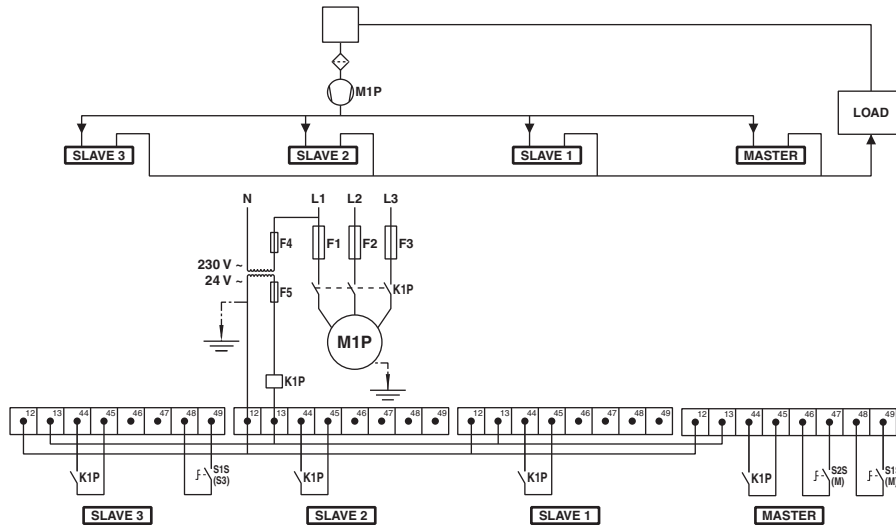 M1P
LOAD
SLAVE 3 SLAVE 2 SLAVE 1 MASTER
N L1 L2 L3
F4 F1 F2 F3
230 V ~
24 V ~
F5 K1P
M1P
K1P
12 13 44 45 46 47 48 49 12 13 44 45 46 47 48 49 12 13 44 45 46 47 48 49 12 13 44 45 46 47 48 49
K1P S1S (S3) K1P K1P K1P S2S (M) S1S (M)
SLAVE 3 SLAVE 2 SLAVE 1 MASTER